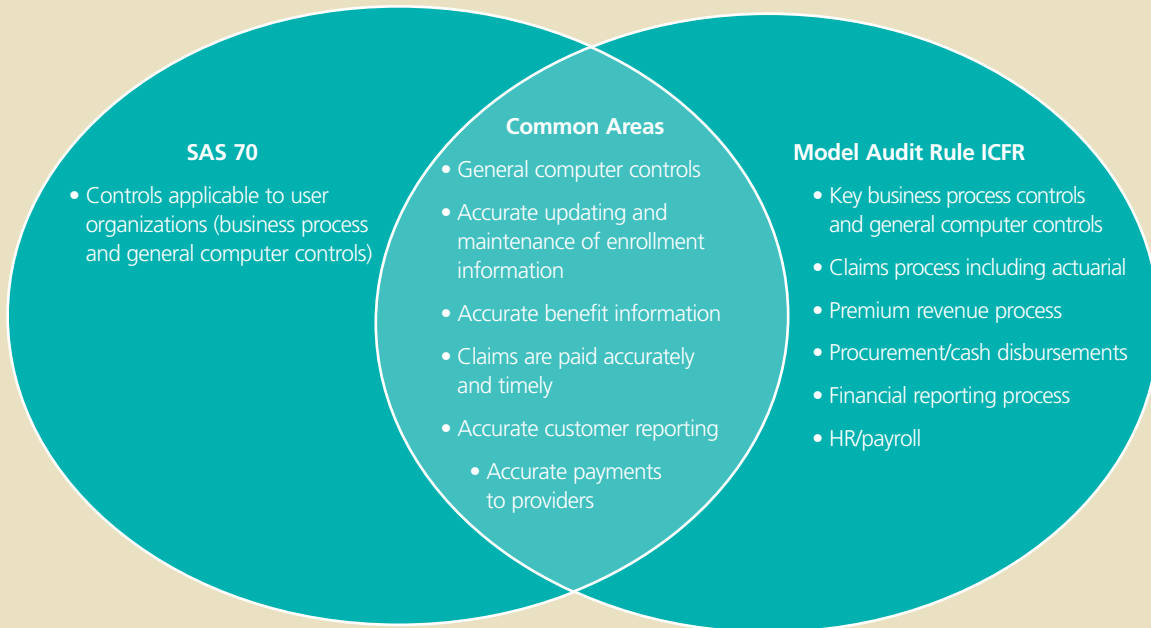 SAS 70
• Controls applicable to user
organizations (business process
and general computer controls)
Common Areas
• General computer controls
• Accurate updating and
maintenance of enrollment
information
• Accurate benefit information
• Claims are paid accurately
and timely
• Accurate customer reporting
• Accurate payments
to providers
Model Audit Rule ICFR
• Key business process controls
and general computer controls
• Claims process including actuarial
• Premium revenue process
• Procurement/cash disbursements
• Financial reporting process
• HR/payroll